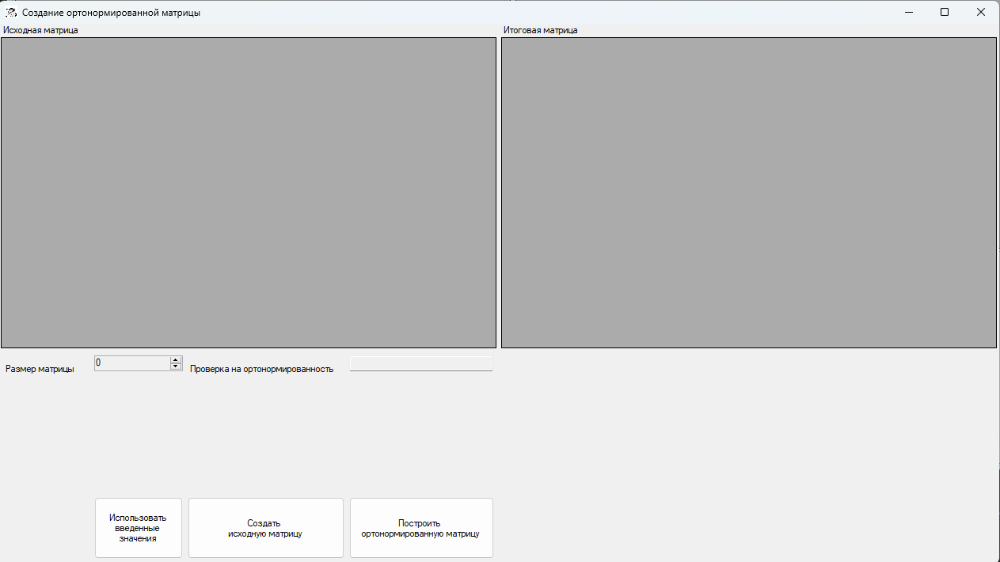 Создание ортонормированной матрицы
Исходная матрица
Итоговая матрица
Размер матрицы
0
Проверка на ортонормированность
Использовать
введенные
значения
Создать
исходную матрицу
Построить
ортонормированную матрицу